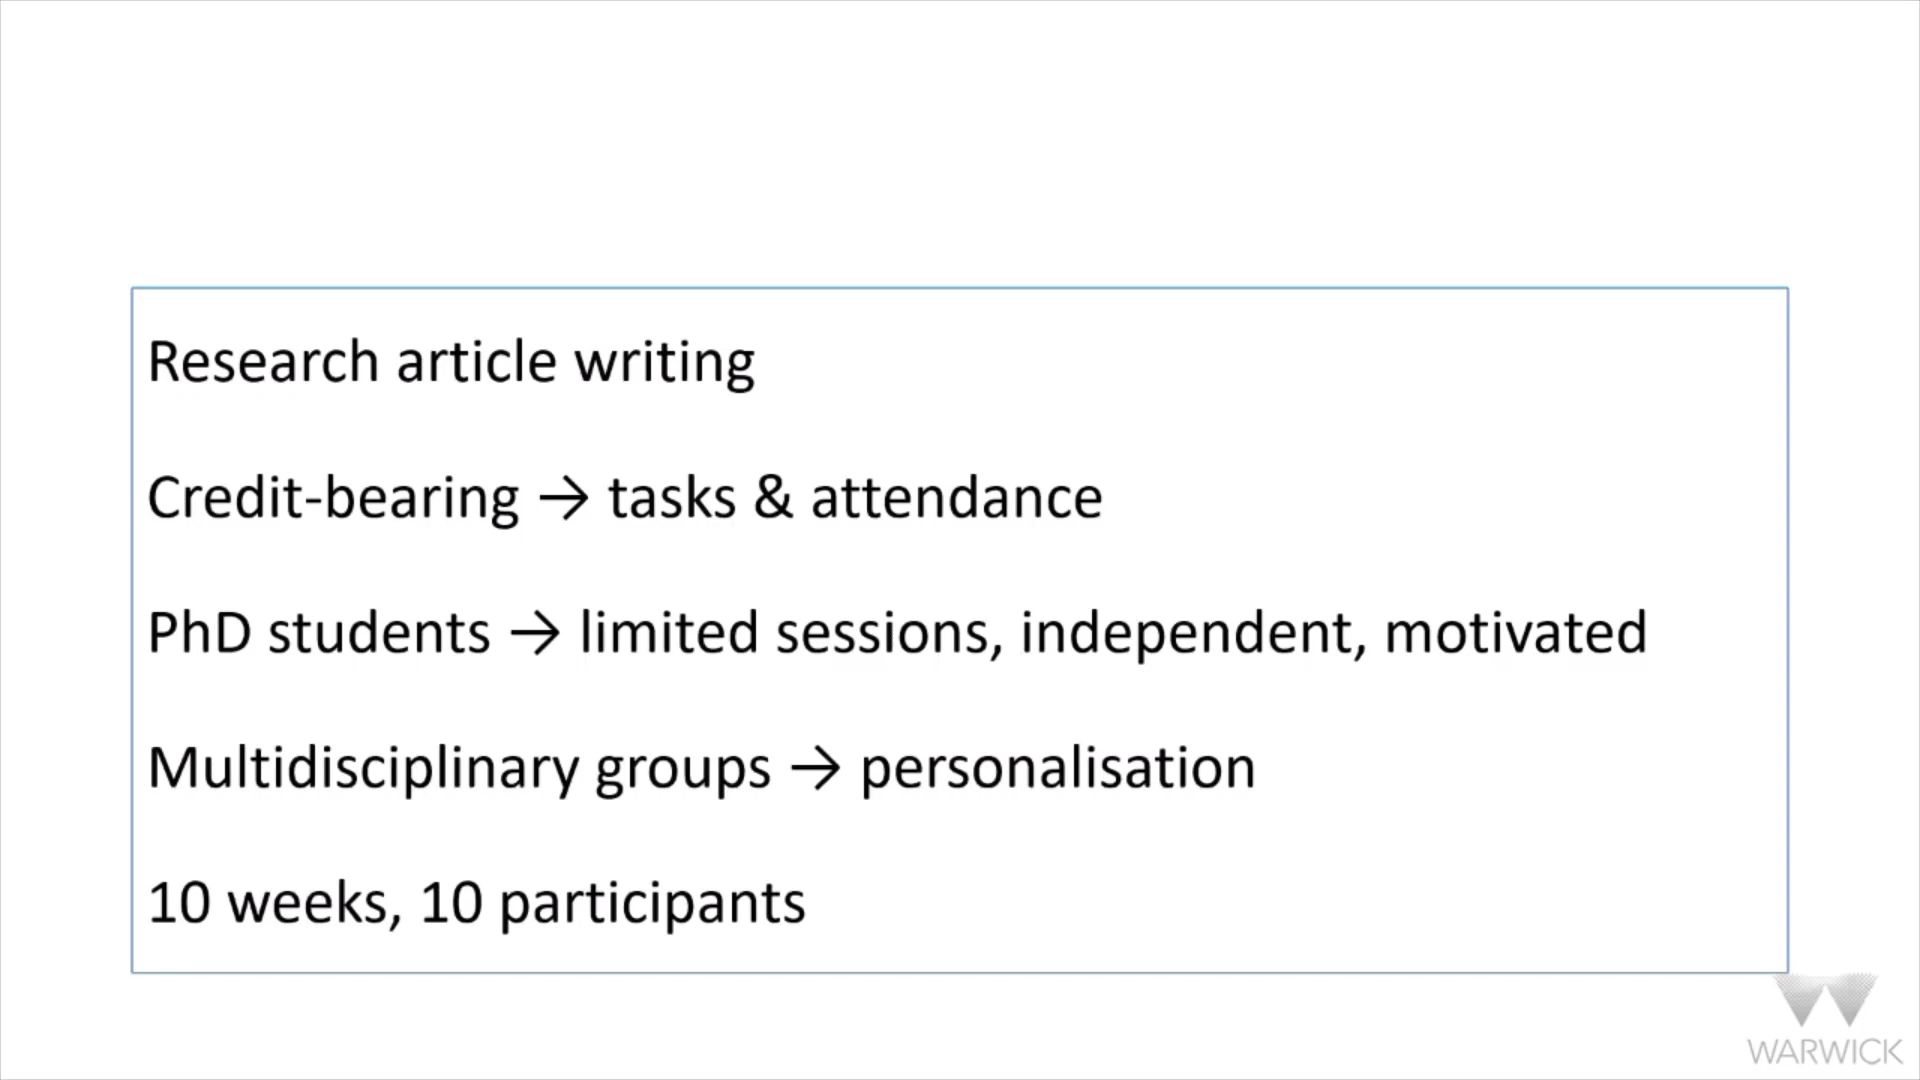 Research article writing
Credit-bearing → tasks & attendance
PhD students → limited sessions, independent, motivated
Multidisciplinary groups → personalisation
10 weeks, 10 participants
WARWICK